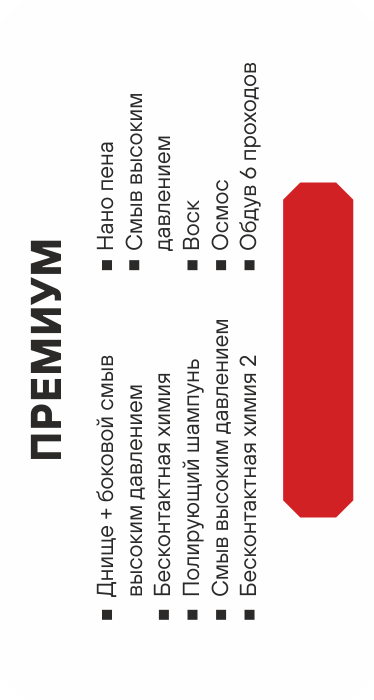 ПРЕМИУМ
▪ Днище + боковой смыв
высоким давлением
▪ Бесконтактная химия
▪ Полирующий шампунь
▪ Смыв высоким давлением
▪ Бесконтактная химия 2
▪ Нано пена
▪ Смыв высоким
давлением
▪ Воск
▪ Осмос
▪ Обдув 6 проходов